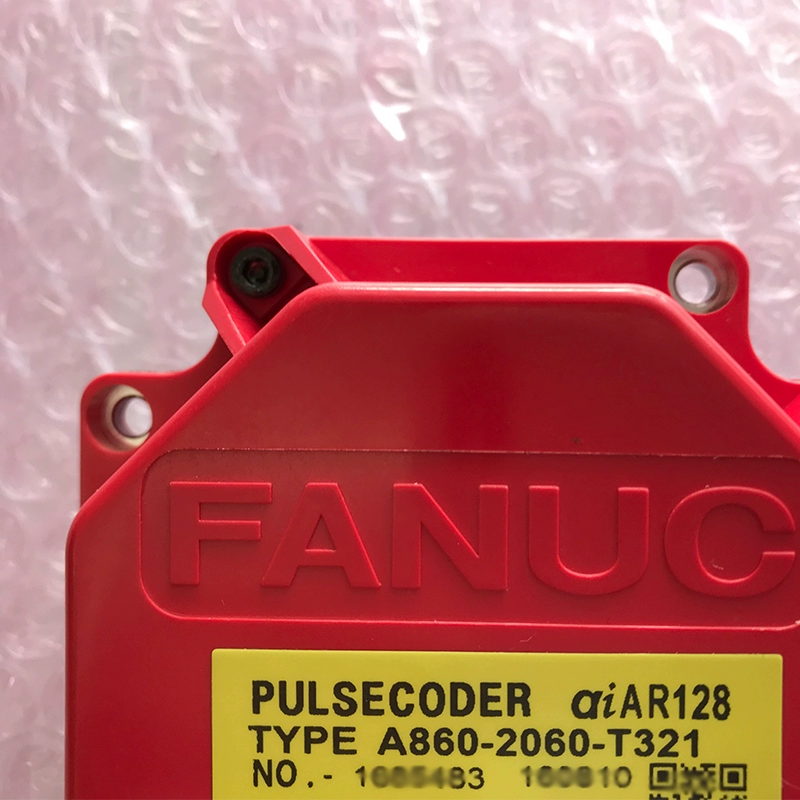 FANUC
PULSECODER αiAR128
TYPE A860-2060-T321
NO.-